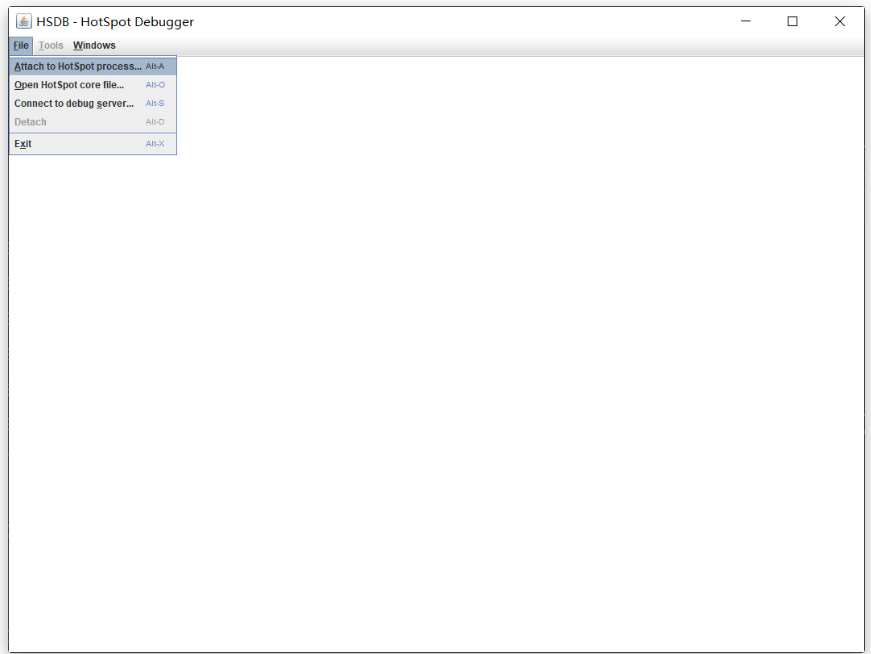 HSDB - HotSpot Debugger
File Tools Windows
Attach to HotSpot process... Alt-A
Open HotSpot core file... Alt-O
Connect to debug server... Alt-S
Detach Alt-D
Exit Alt-X